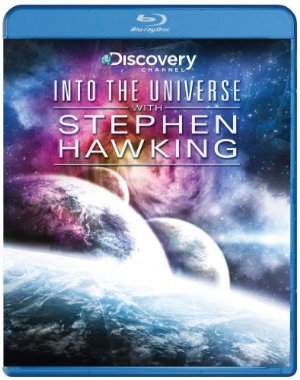 Blu-ray Disc
Discovery
CHANNEL
INTO THE UNIVERSE
WITH
STEPHEN
HAWKING